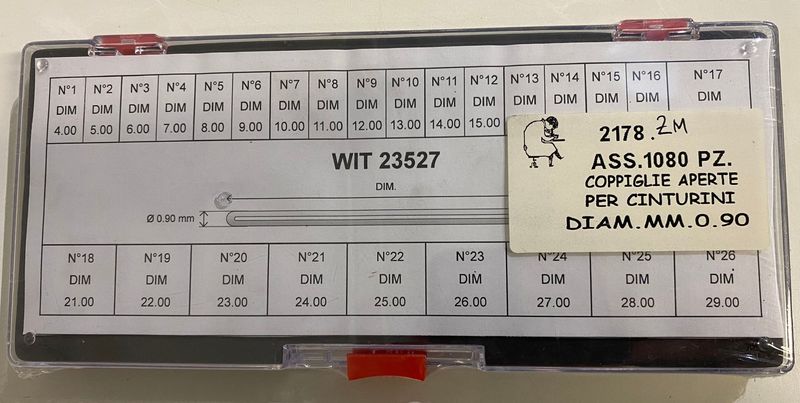 N°1 N°2 N°3 N°4 N°5 N°6 N°7 N°8 N°9 N°10 N°11 N°12 N°13 N°14 N°15 N°16 N°17
DIM DIM DIM DIM DIM DIM DIM DIM DIM DIM DIM DIM DIM DIM DIM DIM DIM
4.00 5.00 6.00 7.00 8.00 9.00 10.00 11.00 12.00 13.00 14.00 15.00
WIT 23527
DIM.
Ø 0.90 mm
2178.2M
ASS.1080 PZ.
COPPIGLIE APERTE
PER CINTURINI
DIAM.MM.0.90
N°18 N°19 N°20 N°21 N°22 N°23 N°24 N°25 N°26
DIM DIM DIM DIM DIM DIM DIM DIM DIM
21.00 22.00 23.00 24.00 25.00 26.00 27.00 28.00 29.00